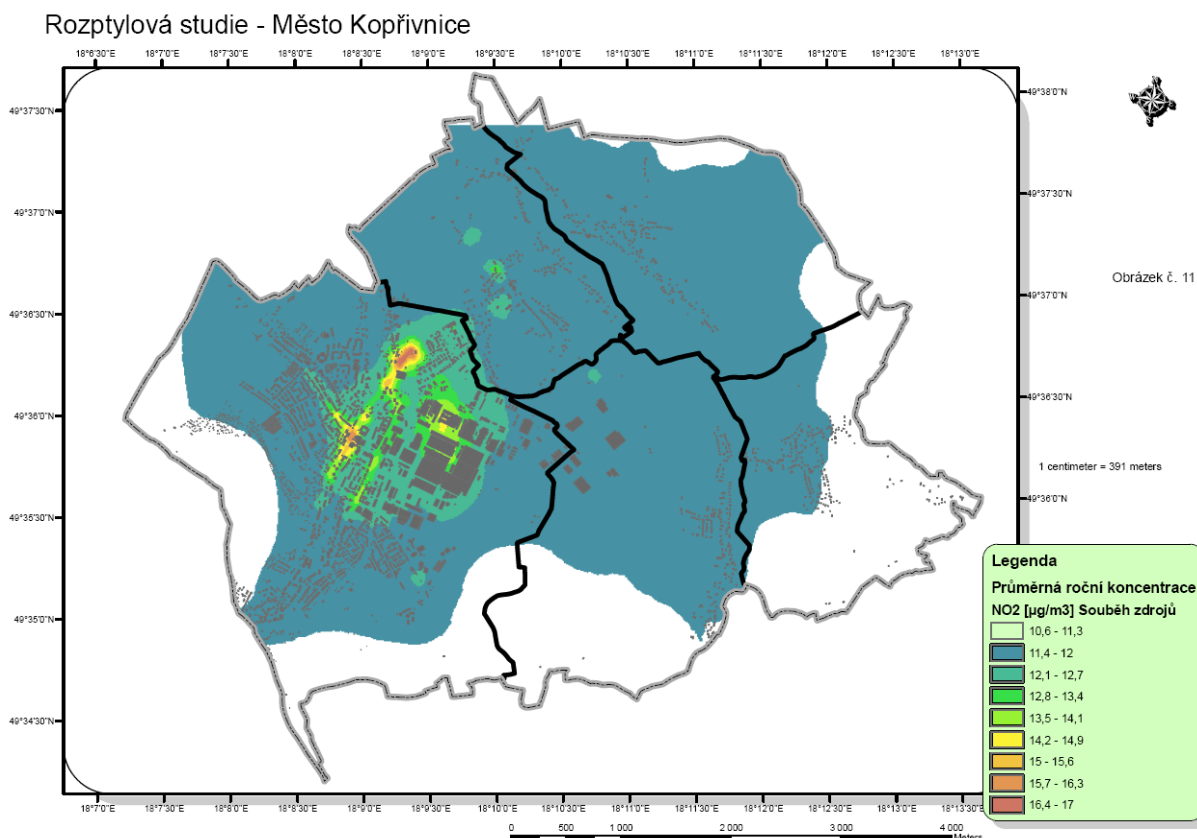 Rozptylová studie - Město Kopřivnice
18°6'30"E 18°7'0"E 18°7'30"E 18°8'0"E 18°8'30"E 18°9'0"E 18°9'30"E 18°10'0"E 18°10'30"E 18°11'0"E 18°11'30"E 18°12'0"E 18°12'30"E 18°13'0"E
49°37'30"N
49°37'0"N
49°36'30"N
49°36'0"N
49°35'30"N
49°35'0"N
49°34'30"N
49°38'0"N
49°37'30"N
49°37'0"N
49°36'30"N
49°36'0"N
Obrázek č. 11
1 centimeter = 391 meters
Legenda
Průměrná roční koncentrace
NO2 [µg/m3] Souběh zdrojů
10,6 - 11,3
11,4 - 12
12,1 - 12,7
12,8 - 13,4
13,5 - 14,1
14,2 - 14,9
15 - 15,6
15,7 - 16,3
16,4 - 17
18°7'0"E 18°7'30"E 18°8'0"E 18°8'30"E 18°9'0"E 18°9'30"E 18°10'0"E 18°10'30"E 18°11'0"E 18°11'30"E 18°12'0"E 18°12'30"E 18°13'0"E 18°13'30"E
0 500 1 000 2 000 3 000 4 000
Meters